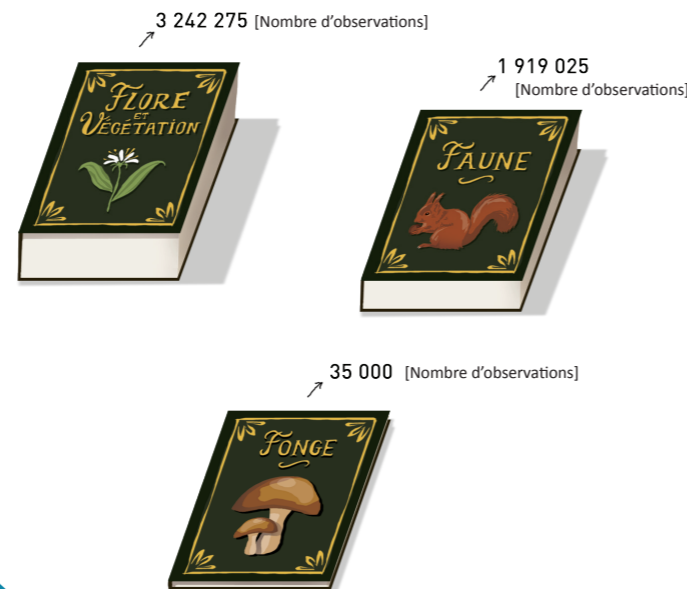 3 242 275 [Nombre d'observations]
FLORE
ET
VÉGÉTATION
1 919 025
[Nombre d'observations]
FAUNE
35 000 [Nombre d'observations]
FONGE